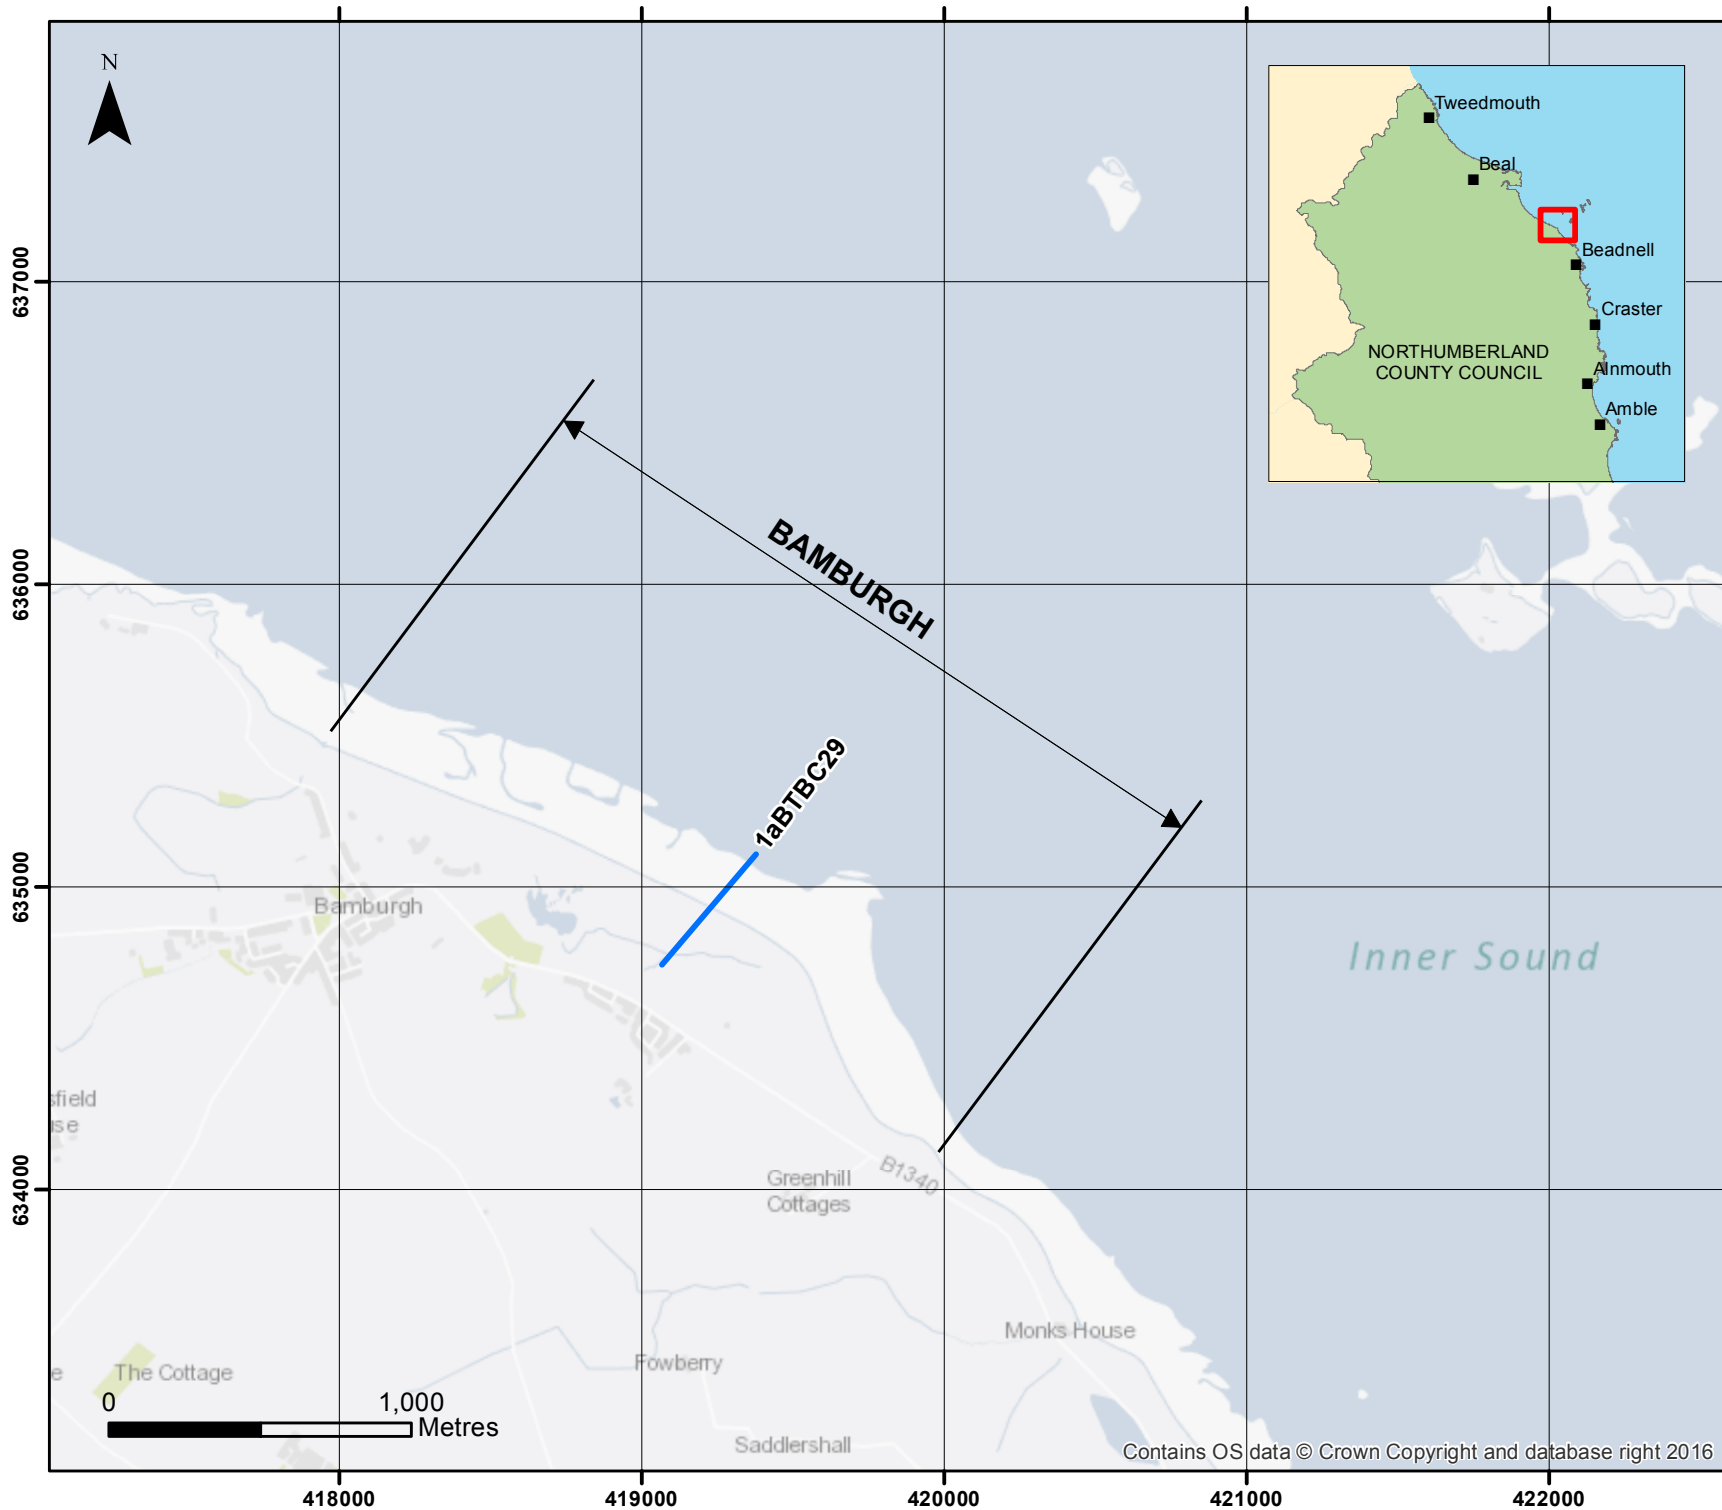 N
Tweedmouth
Beal
Beadnell
Craster
NORTHUMBERLAND
COUNTY COUNCIL
Alnmouth
Amble
637000
636000
635000
634000
BAMBURGH
1aBTBC29
Bamburgh
Inner Sound
sfield
use
Greenhill
Cottages
B1340
Monks House
Fowberry
e
The Cottage
Saddlershall
0
1,000
Metres
Contains OS data © Crown Copyright and database right 2016
418000
419000
420000
421000
422000